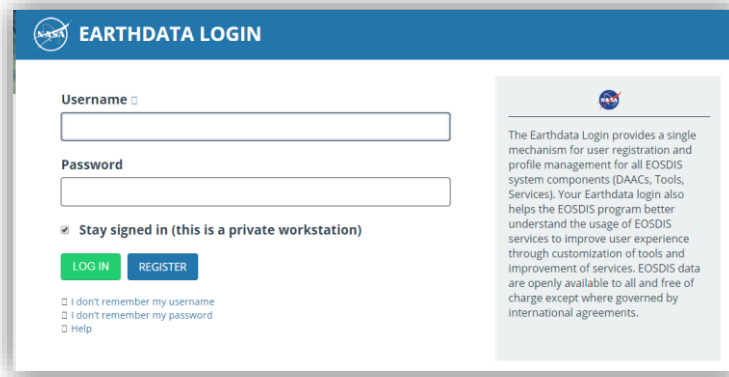 NASA EARTHDATA LOGIN
Username
Password
Stay signed in (this is a private workstation)
LOG IN REGISTER
I don't remember my username
I don't remember my password
Help
NASA
The Earthdata Login provides a single
mechanism for user registration and
profile management for all EOSDIS
system components (DAACs, Tools,
Services). Your Earthdata login also
helps the EOSDIS program better
understand the usage of EOSDIS
services to improve user experience
through customization of tools and
improvement of services. EOSDIS data
are openly available to all and free of
charge except where governed by
international agreements.